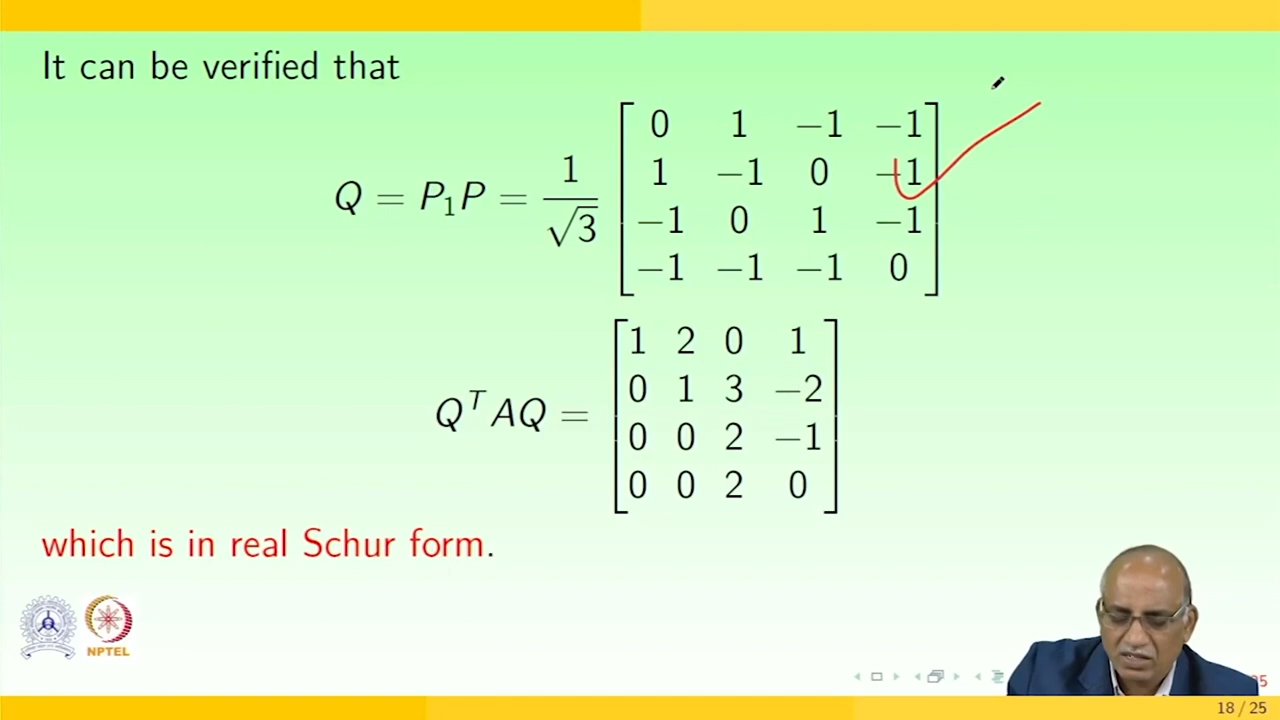 It can be verified that
Q = P₁P = 1/√3 [0 1 −1 −1
1 −1 0 −1
−1 0 1 −1
−1 −1 −1 0]
QᵀAQ = [1 2 0 1
0 1 3 −2
0 0 2 −1
0 0 2 0]
which is in real Schur form.
NPTEL
18 / 25